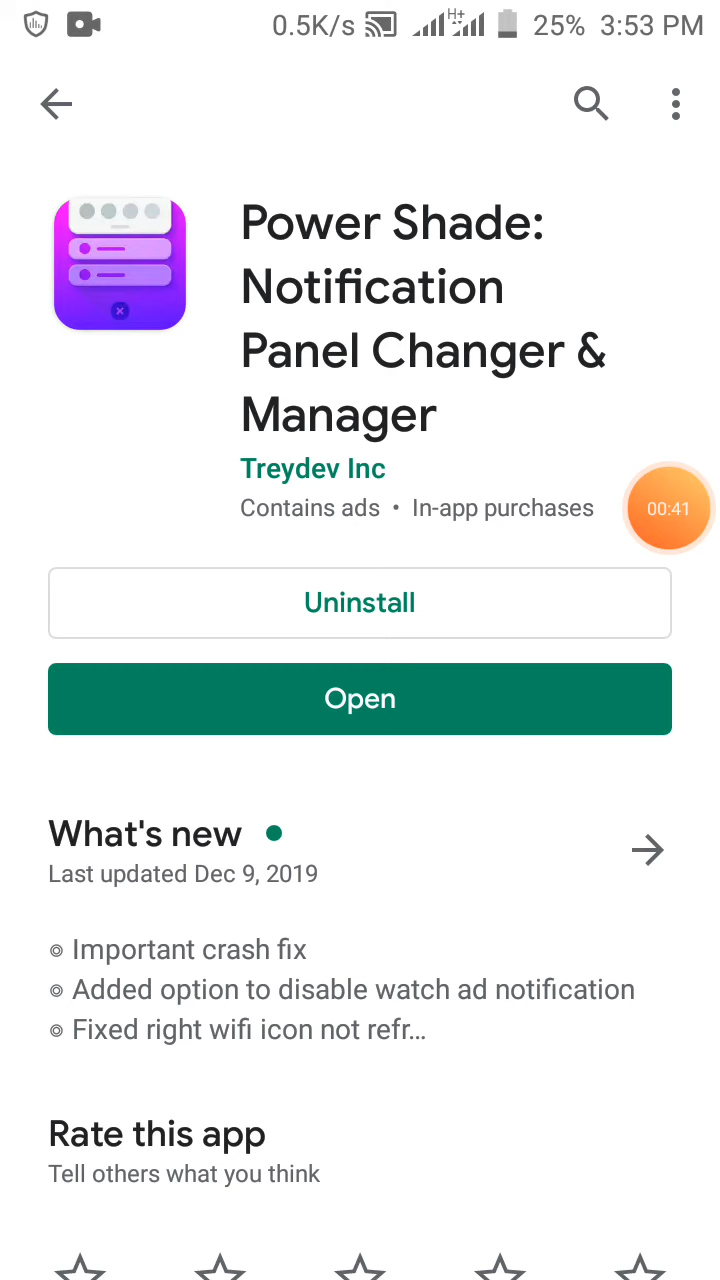 0.5K/s H+ 25% 3:53 PM
Power Shade:
Notification
Panel Changer &
Manager
Treydev Inc
Contains ads • In-app purchases
00:41
Uninstall
Open
What's new
Last updated Dec 9, 2019
⦾ Important crash fix
⦾ Added option to disable watch ad notification
⦾ Fixed right wifi icon not refr…
Rate this app
Tell others what you think